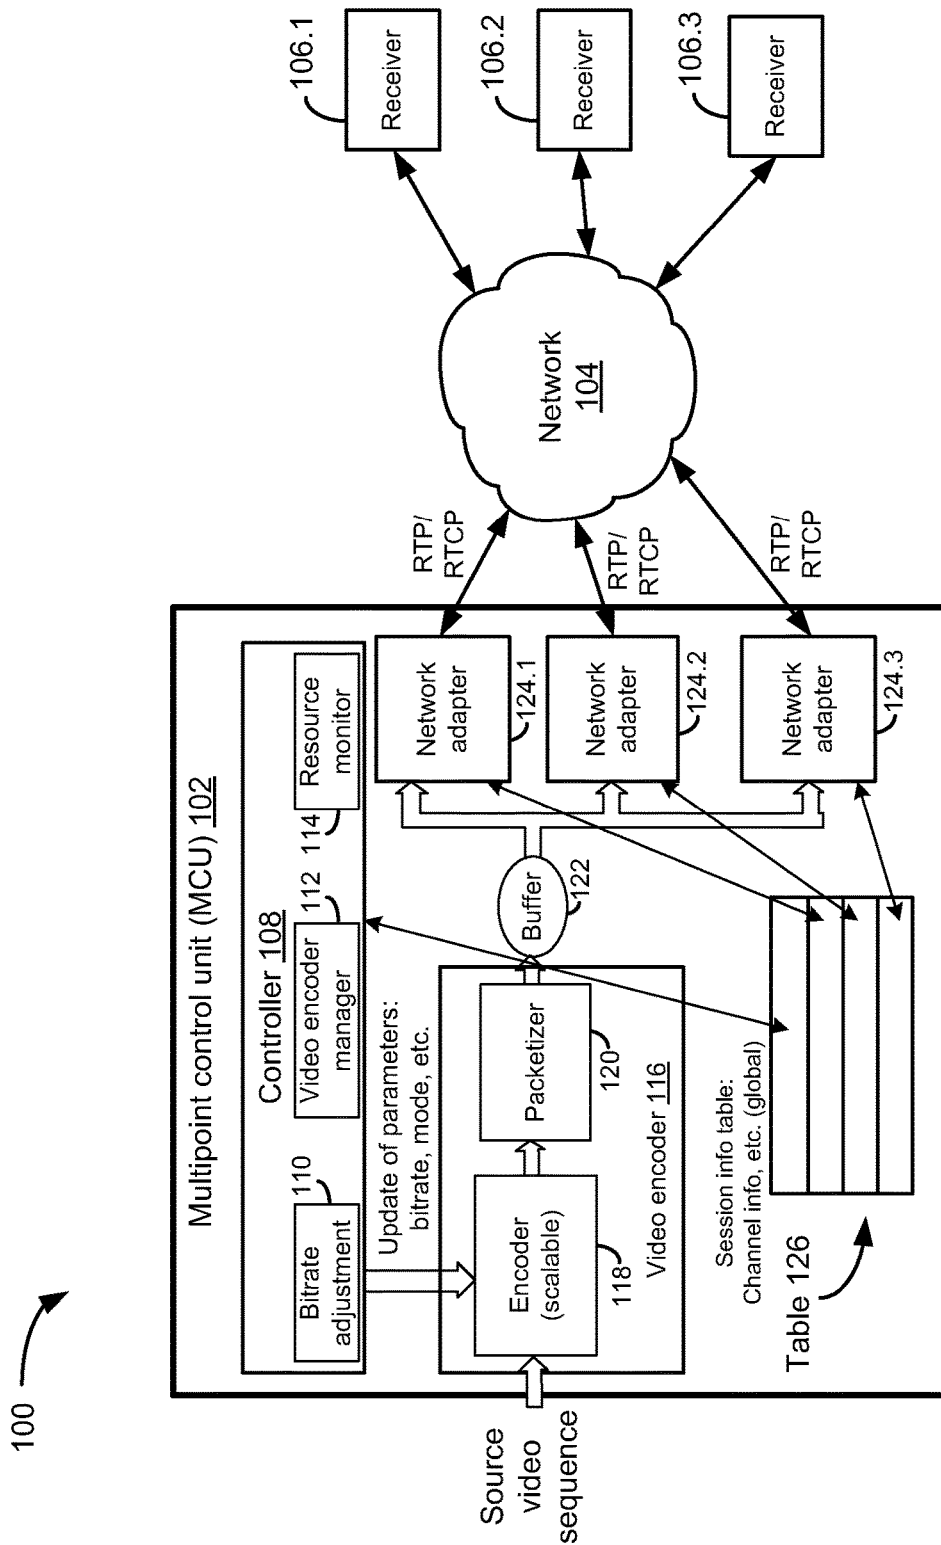 100
Multipoint control unit (MCU) 102
Controller 108
110
Bitrate
adjustment
112
Video encoder
manager
114
Resource
monitor
Update of parameters:
bitrate, mode, etc.
Source
video
sequence
Encoder
(scalable)
118
Packetizer
120
Video encoder 116
Buffer
122
Network
adapter
124.1
Network
adapter
124.2
Network
adapter
124.3
Session info table:
Channel info, etc. (global)
Table 126
RTP/
RTCP
RTP/
RTCP
RTP/
RTCP
Network
104
106.1
Receiver
106.2
Receiver
106.3
Receiver